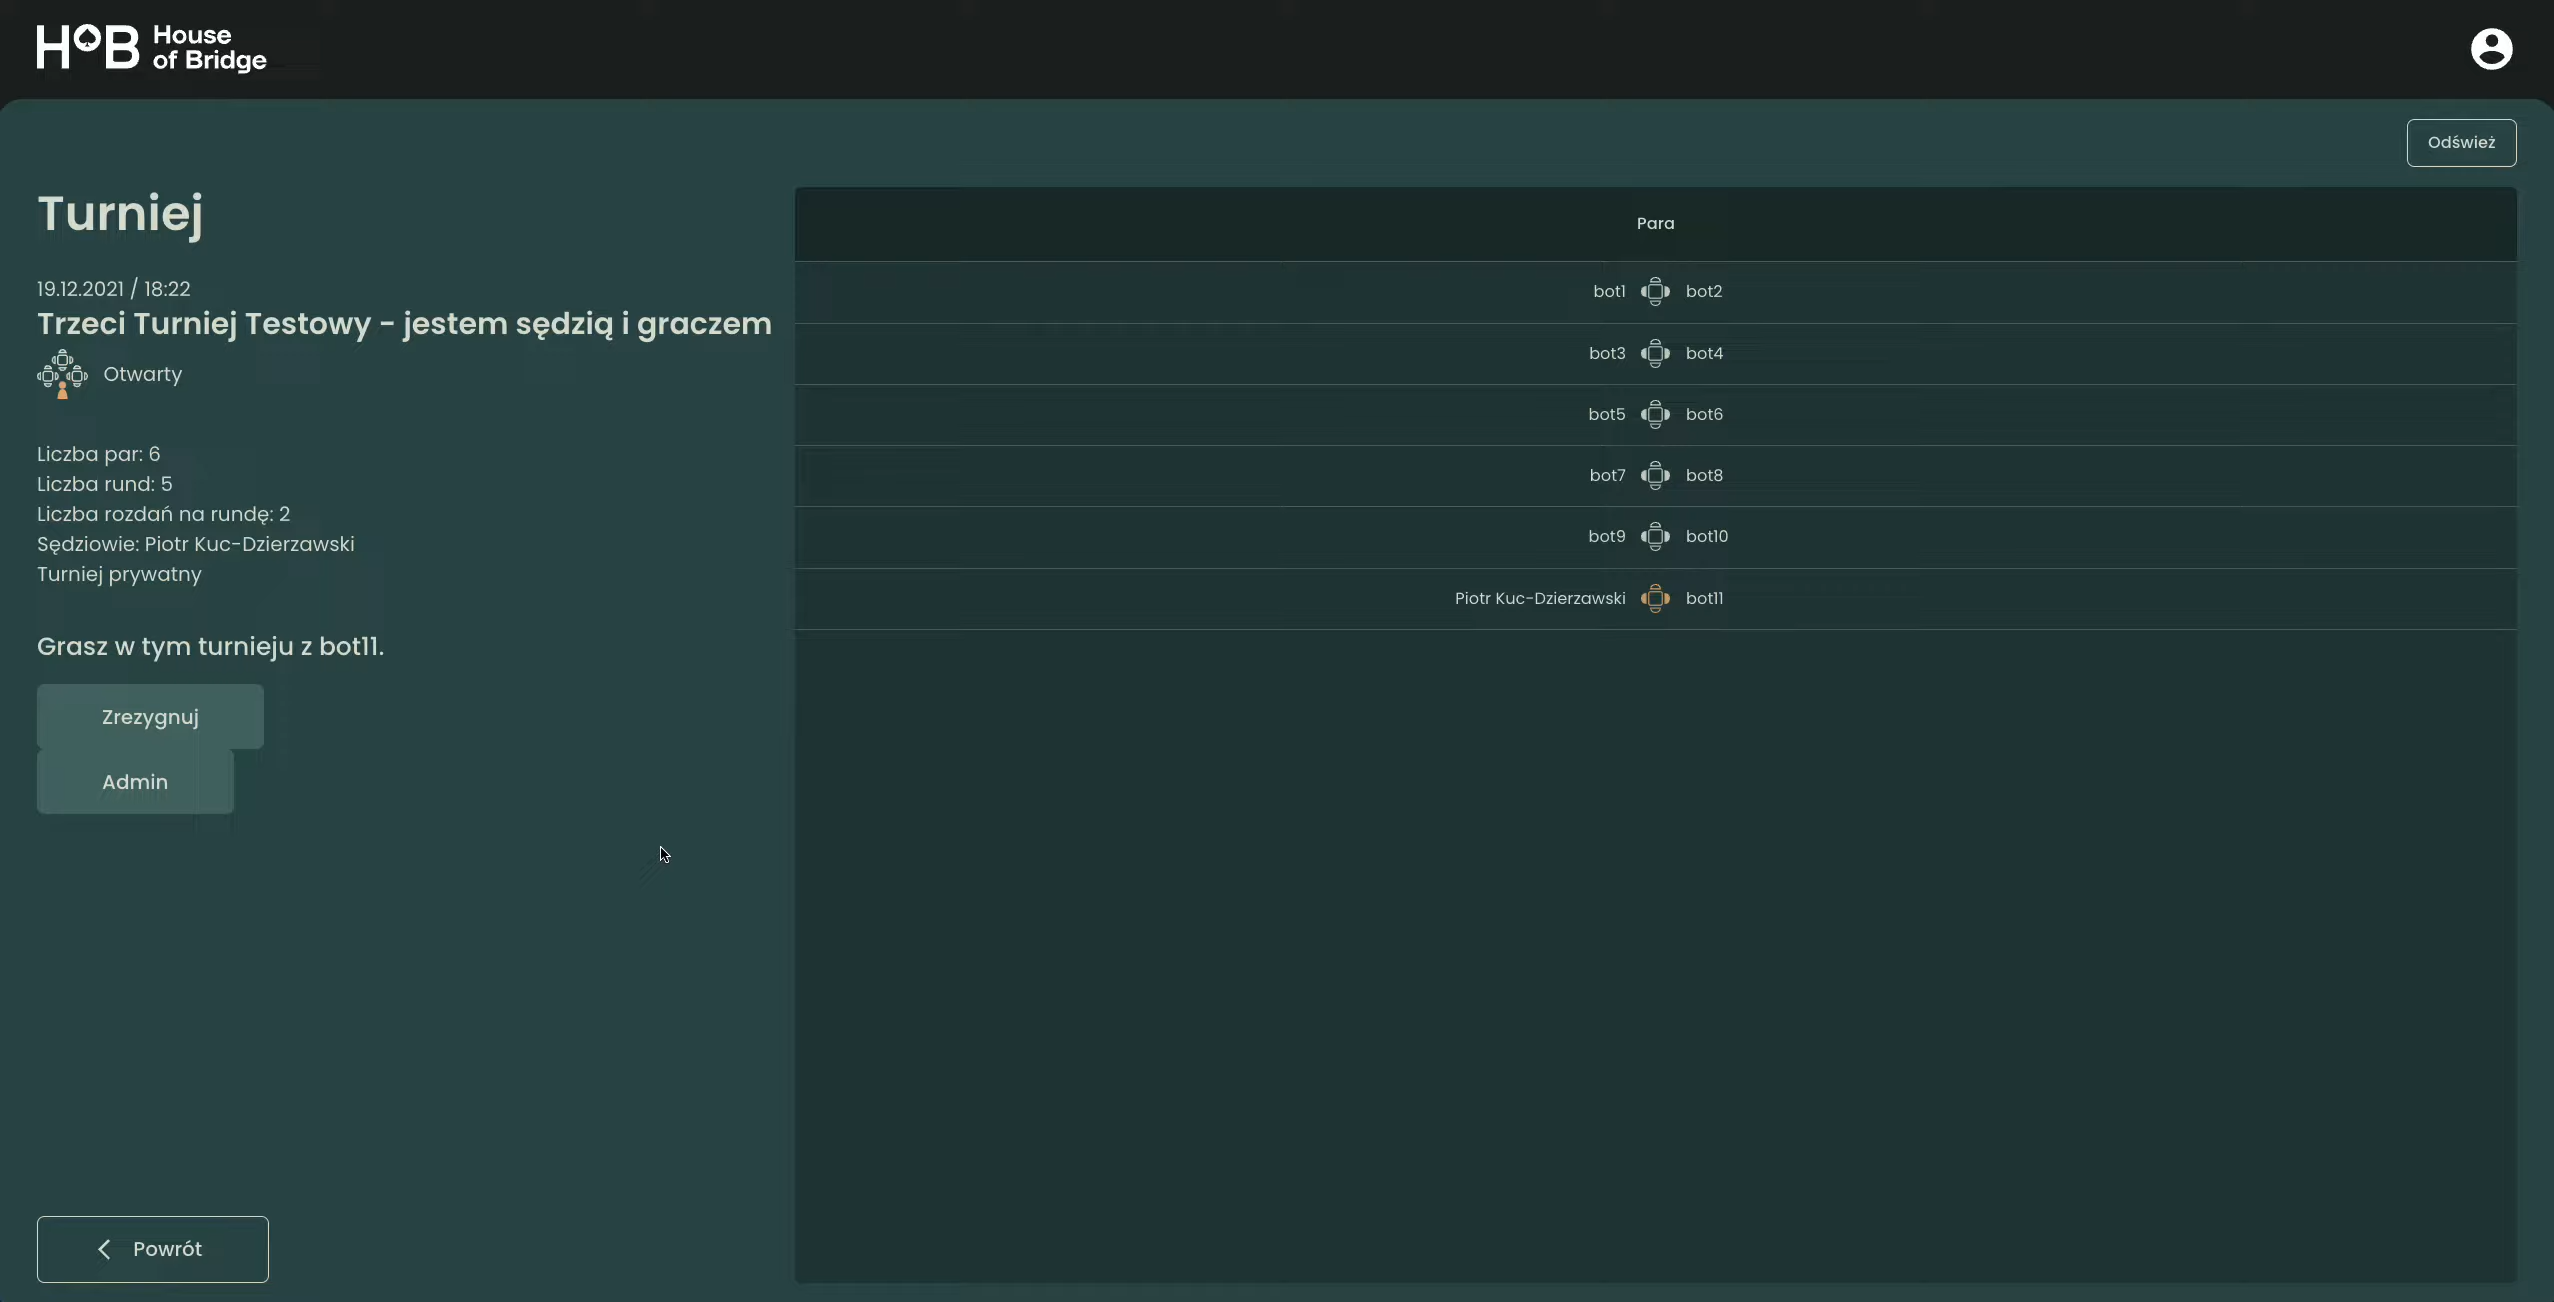 HOB House
of Bridge
Odśwież
Turniej
19.12.2021 / 18:22
Trzeci Turniej Testowy - jestem sędzią i graczem
Otwarty
Liczba par: 6
Liczba rund: 5
Liczba rozdań na rundę: 2
Sędziowie: Piotr Kuc-Dzierzawski
Turniej prywatny
Grasz w tym turnieju z bot11.
Zrezygnuj
Admin
Powrót
Para
bot1 bot2
bot3 bot4
bot5 bot6
bot7 bot8
bot9 bot10
Piotr Kuc-Dzierzawski bot11